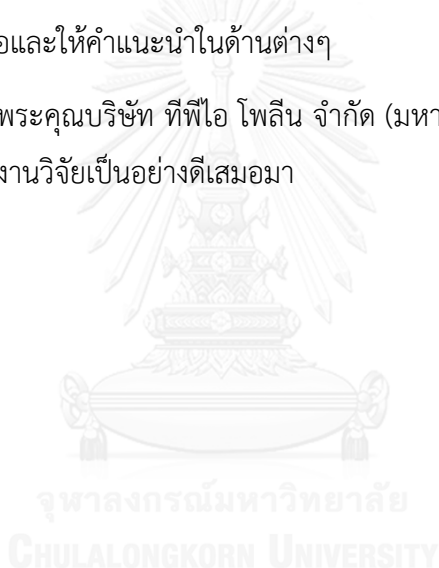 อและให้คำแนะนำในด้านต่างๆ
พระคุณบริษัท ทีพีไอ โพลีน จำกัด (มหา
งานวิจัยเป็นอย่างดีเสมอมา
จุฬาลงกรณ์มหาวิทยาลัย
CHULALONGKORN UNIVERSITY